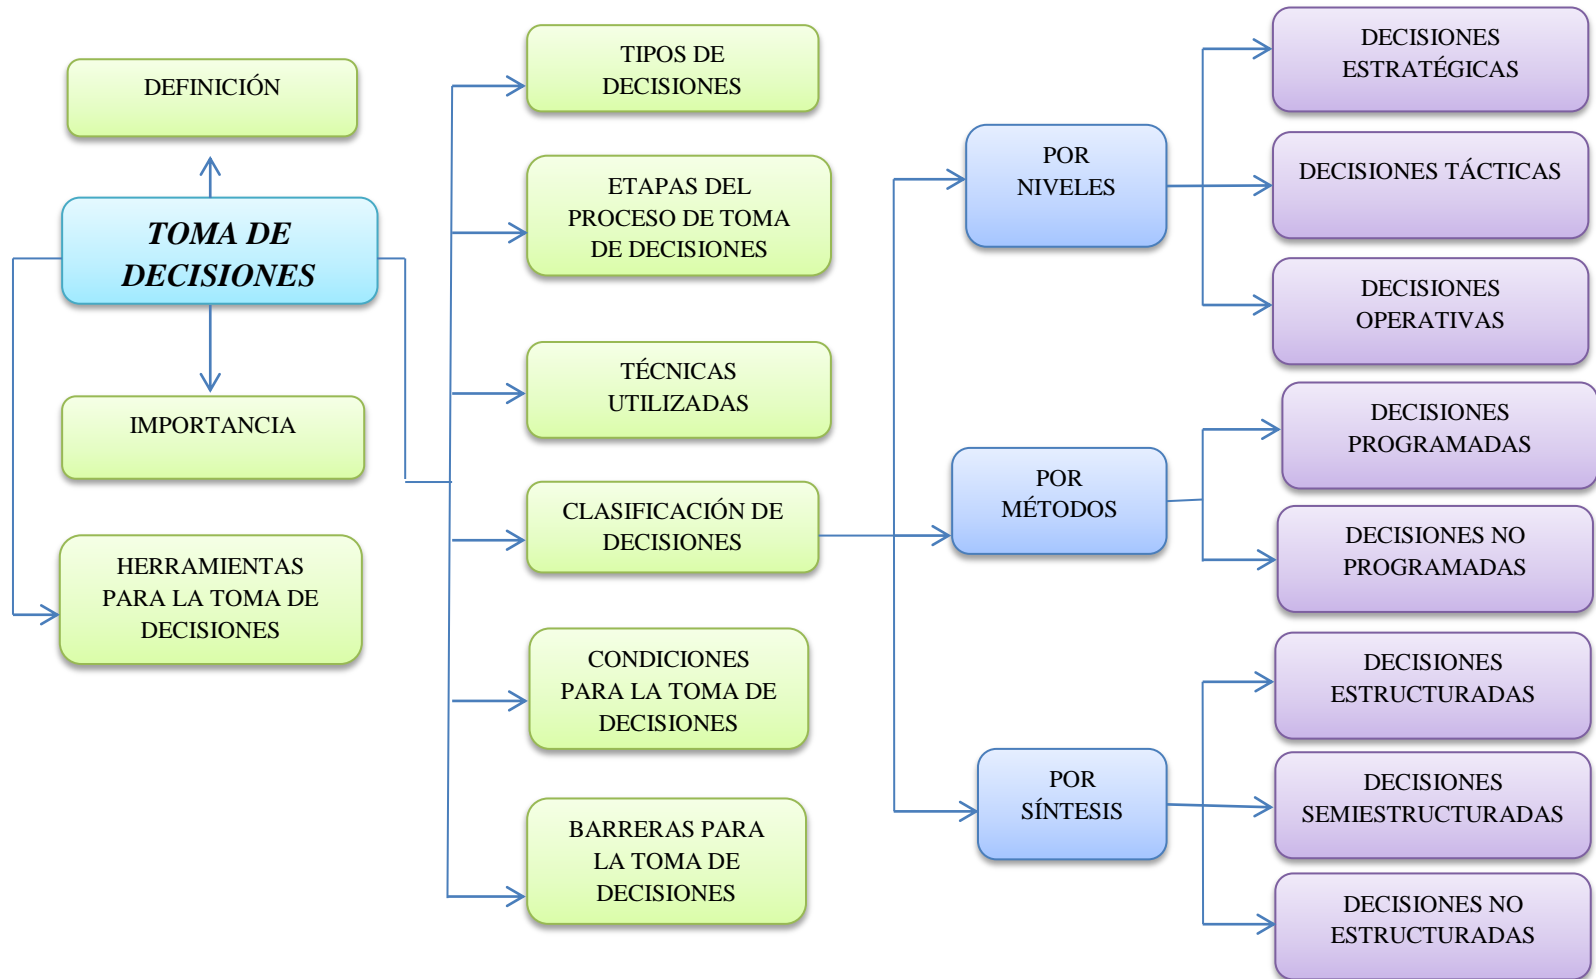 DEFINICIÓN
TOMA DE
DECISIONES
IMPORTANCIA
HERRAMIENTAS
PARA LA TOMA DE
DECISIONES
TIPOS DE
DECISIONES
ETAPAS DEL
PROCESO DE TOMA
DE DECISIONES
TÉCNICAS
UTILIZADAS
CLASIFICACIÓN DE
DECISIONES
CONDICIONES
PARA LA TOMA DE
DECISIONES
BARRERAS PARA
LA TOMA DE
DECISIONES
POR
NIVELES
POR
MÉTODOS
POR
SÍNTESIS
DECISIONES
ESTRATÉGICAS
DECISIONES TÁCTICAS
DECISIONES
OPERATIVAS
DECISIONES
PROGRAMADAS
DECISIONES NO
PROGRAMADAS
DECISIONES
ESTRUCTURADAS
DECISIONES
SEMIESTRUCTURADAS
DECISIONES NO
ESTRUCTURADAS